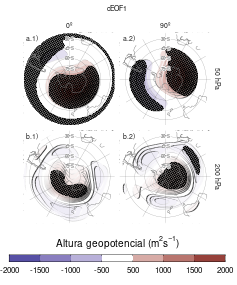 cEOF1
0º 90º
a.1) a.2)
50 hPa
b.1) b.2)
200 hPa
Altura geopotencial (m²s⁻¹)
-2000 -1500 -1000 -500 500 1000 1500 2000